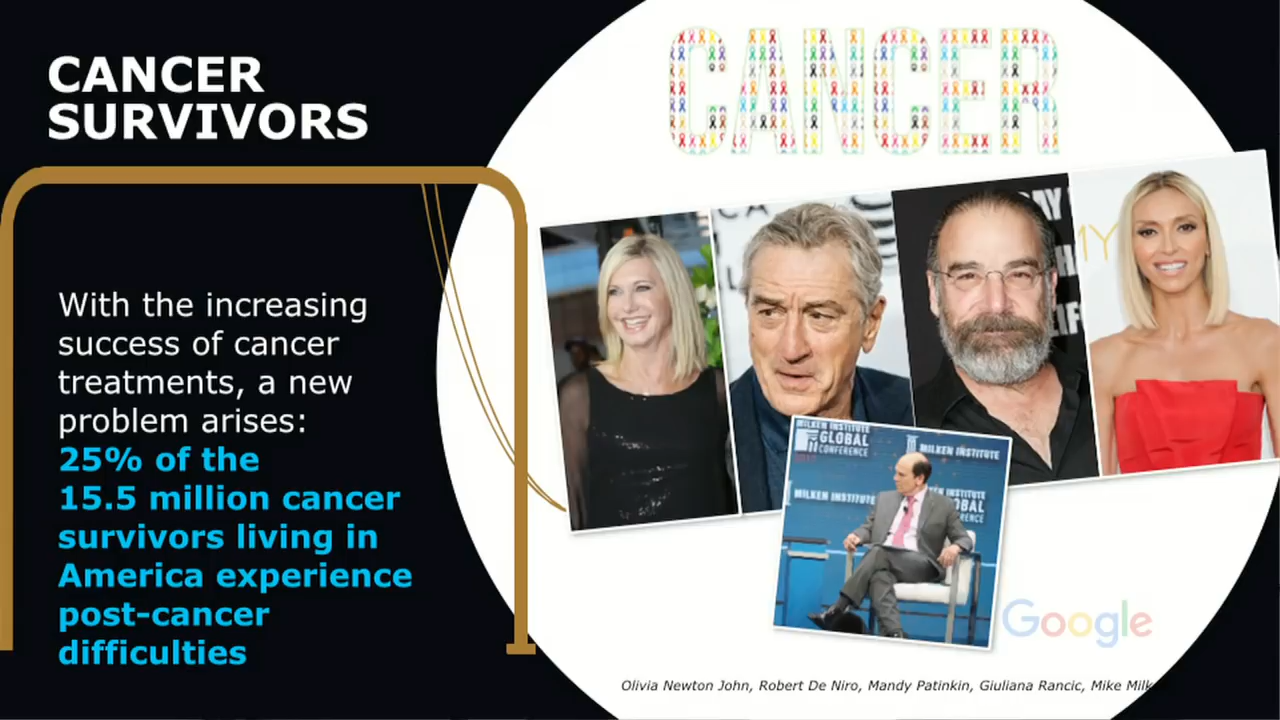 CANCER
SURVIVORS
CANCER
With the increasing
success of cancer
treatments, a new
problem arises:
25% of the
15.5 million cancer
survivors living in
America experience
post-cancer
difficulties
MILKEN INSTITUTE
GLOBAL
CONFERENCE
MILKEN INSTITUTE
MILKEN INSTITUTE
INSTITUTE
Google
Olivia Newton John, Robert De Niro, Mandy Patinkin, Giuliana Rancic, Mike Milk